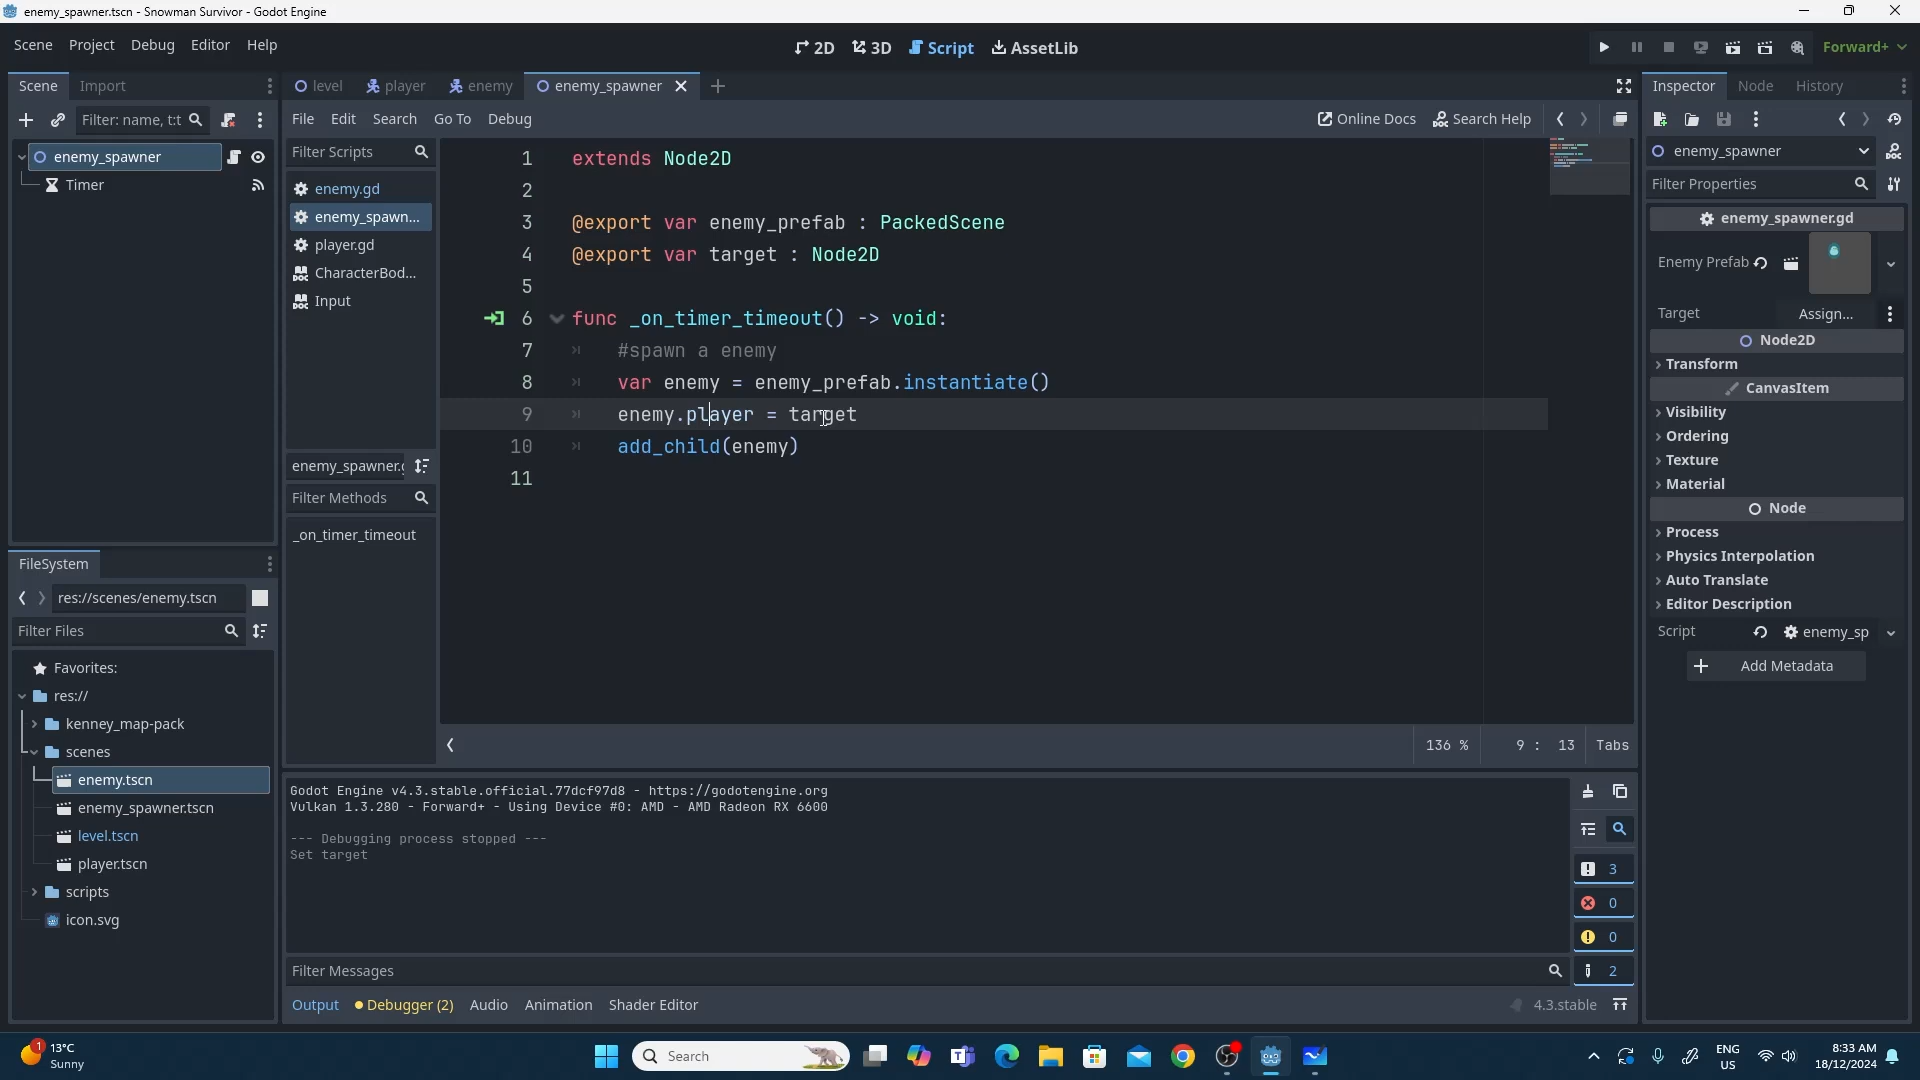 enemy_spawner.tscn - Snowman Survivor - Godot Engine
Scene Project Debug Editor Help
2D 3D Script AssetLib
Forward+
Scene Import
level player enemy enemy_spawner
Inspector Node History
Filter: name, t:t
File Edit Search Go To Debug
Online Docs Search Help
Filter Scripts
enemy_spawner
Timer
enemy.gd
enemy_spawn...
player.gd
CharacterBod...
Input
enemy_spawner.g
Filter Methods
_on_timer_timeout
1 extends Node2D
2
3 @export var enemy_prefab : PackedScene
4 @export var target : Node2D
5
6 func _on_timer_timeout() -> void:
7 #spawn a enemy
8 var enemy = enemy_prefab.instantiate()
9 enemy.player = target
10 add_child(enemy)
11
136 % 9 : 13 Tabs
enemy_spawner
Filter Properties
enemy_spawner.gd
Enemy Prefab
Target Assign...
Node2D
Transform
CanvasItem
Visibility
Ordering
Texture
Material
Node
Process
Physics Interpolation
Auto Translate
Editor Description
Script enemy_sp
Add Metadata
FileSystem
res://scenes/enemy.tscn
Filter Files
Favorites:
res://
kenney_map-pack
scenes
enemy.tscn
enemy_spawner.tscn
level.tscn
player.tscn
scripts
icon.svg
Godot Engine v4.3.stable.official.77dcf97d8 - https://godotengine.org
Vulkan 1.3.280 - Forward+ - Using Device #0: AMD - AMD Radeon RX 6600
--- Debugging process stopped ---
Set target
3
0
0
2
Filter Messages
Output Debugger (2) Audio Animation Shader Editor
4.3.stable
1
13°C
Sunny
Search
ENG
US
8:33 AM
18/12/2024